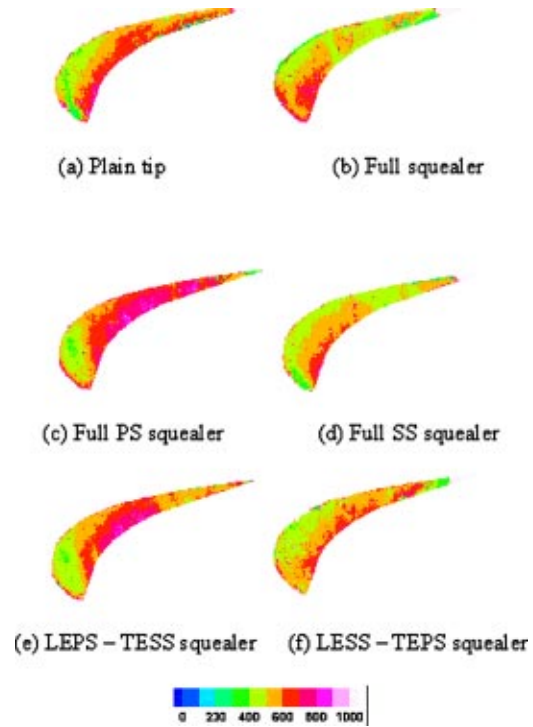 (a) Plain tip
(b) Full squealer
(c) Full PS squealer
(d) Full SS squealer
(e) LEPS – TESS squealer
(f) LESS – TEPS squealer
0 230 400 600 800 1000